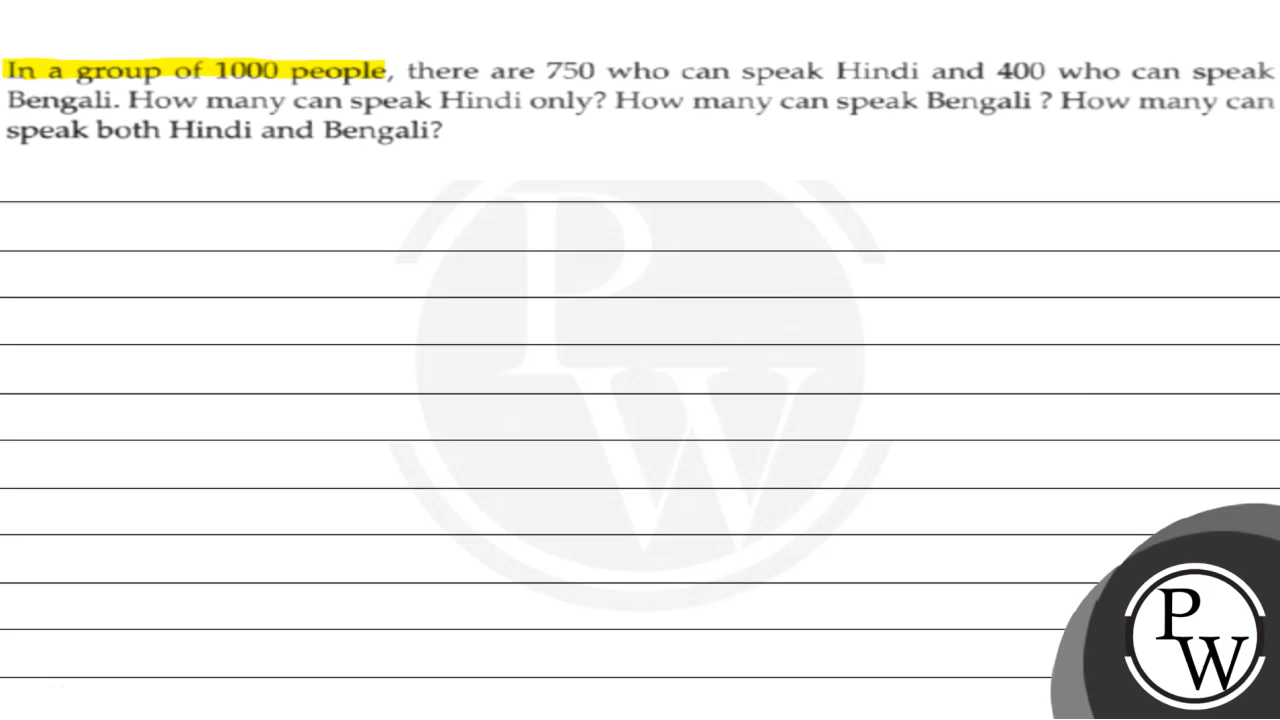 In a group of 1000 people, there are 750 who can speak Hindi and 400 who can speak
Bengali. How many can speak Hindi only? How many can speak Bengali ? How many can
speak both Hindi and Bengali?
P
W
P
W